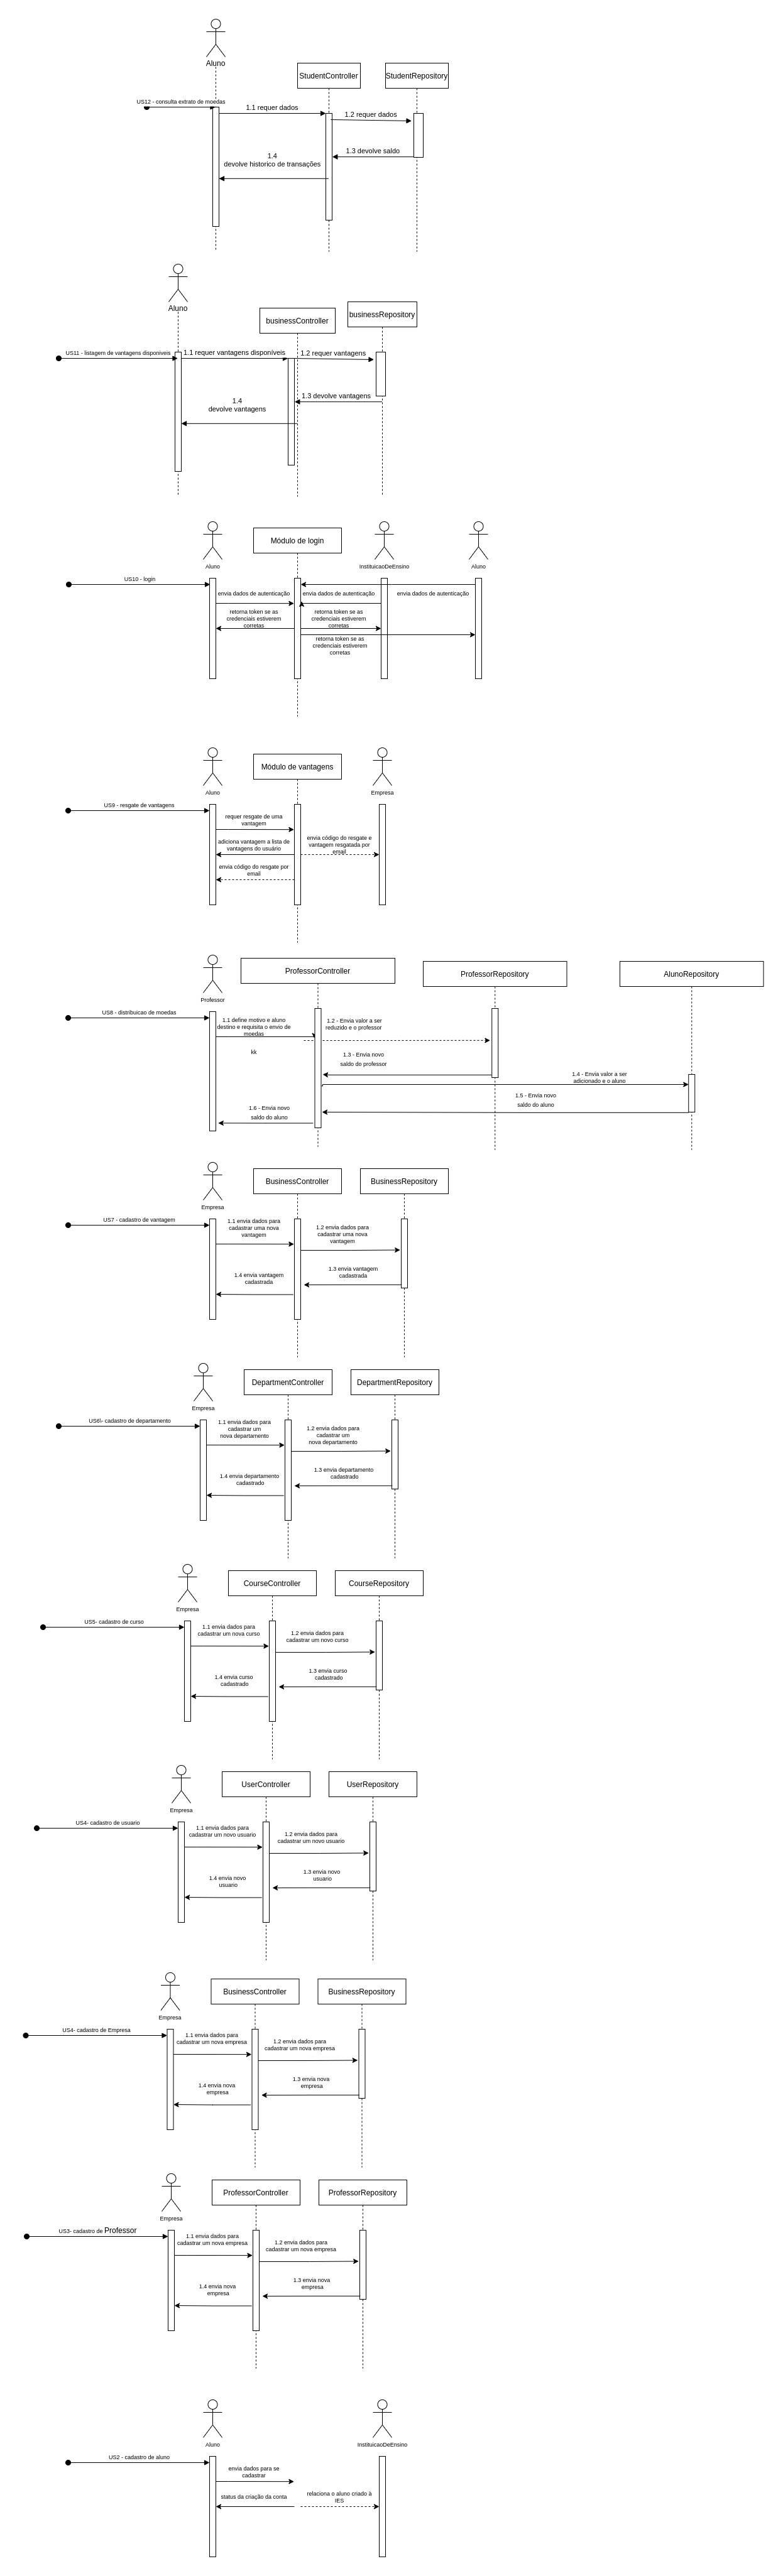 Aluno
StudentController
StudentRepository
US12 - consulta extrato de moedas
1.1 requer dados
1.2 requer dados
1.3 devolve saldo
1.4
devolve historico de transações
Aluno
businessController
businessRepository
US11 - listagem de vantagens disponiveis
1.1 requer vantagens disponíveis
1.2 requer vantagens
1.3 devolve vantagens
1.4
devolve vantagens
Aluno
Módulo de login
InstituicaoDeEnsino
Aluno
US10 - login
envia dados de autenticação
envia dados de autenticação
envia dados de autenticação
retorna token se as
credenciais estiverem
corretas
retorna token se as
credenciais estiverem
corretas
retorna token se as
credenciais estiverem
corretas
Aluno
Módulo de vantagens
Empresa
US9 - resgate de vantagens
requer resgate de uma
vantagem
adiciona vantagem a lista de
vantagens do usuário
envia código do resgate e
vantagem resgatada por
email
envia código do resgate por
email
Professor
ProfessorController
ProfessorRepository
AlunoRepository
US8 - distribuicao de moedas
1.1 define motivo e aluno
destino e requisita o envio de
moedas
kk
1.2 - Envia valor a ser
reduzido e o professor
1.3 - Envia novo
saldo do professor
1.4 - Envia valor a ser
adicionado e o aluno
1.5 - Envia novo
saldo do aluno
1.6 - Envia novo
saldo do aluno
Empresa
BusinessController
BusinessRepository
US7 - cadastro de vantagem
1.1 envia dados para
cadastrar uma nova
vantagem
1.2 envia dados para
cadastrar uma nova
vantagem
1.3 envia vantagem
cadastrada
1.4 envia vantagem
cadastrada
Empresa
DepartmentController
DepartmentRepository
US6\- cadastro de departamento
1.1 envia dados para
cadastrar um
nova departamento
1.2 envia dados para
cadastrar um
nova departamento
1.3 envia departamento
cadastrado
1.4 envia departamento
cadastrado
Empresa
CourseController
CourseRepository
US5- cadastro de curso
1.1 envia dados para
cadastrar um nova curso
1.2 envia dados para
cadastrar um novo curso
1.3 envia curso
cadastrado
1.4 envia curso
cadastrado
Empresa
UserController
UserRepository
US4- cadastro de usuario
1.1 envia dados para
cadastrar um novo usuario
1.2 envia dados para
cadastrar um novo usuario
1.3 envia novo
usuario
1.4 envia novo
usuario
Empresa
BusinessController
BusinessRepository
US4- cadastro de Empresa
1.1 envia dados para
cadastrar um nova empresa
1.2 envia dados para
cadastrar um nova empresa
1.3 envia nova
empresa
1.4 envia nova
empresa
Empresa
ProfessorController
ProfessorRepository
US3- cadastro de Professor
1.1 envia dados para
cadastrar um nova empresa
1.2 envia dados para
cadastrar um nova empresa
1.3 envia nova
empresa
1.4 envia nova
empresa
Aluno
InstituicaoDeEnsino
US2 - cadastro de aluno
envia dados para se
cadastrar
status da criação da conta
relaciona o aluno criado à
IES